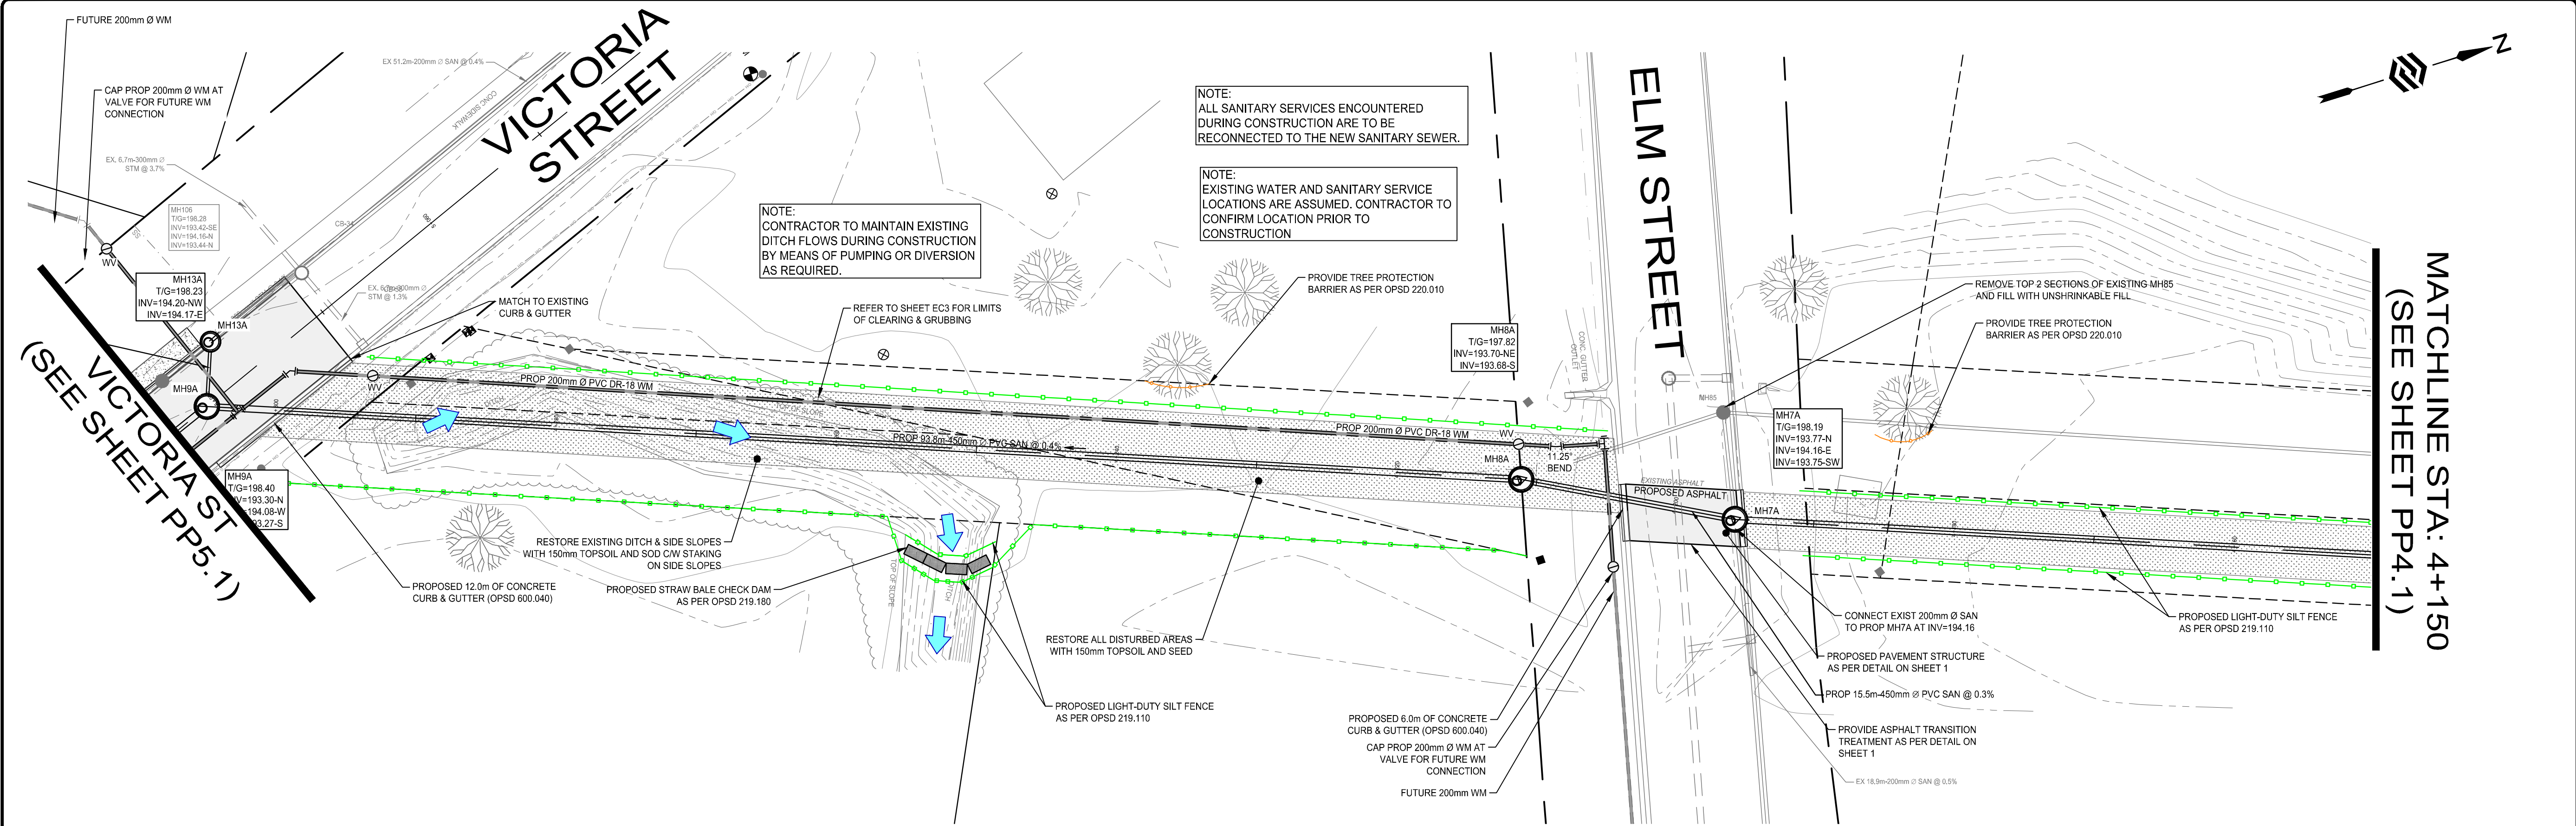 FUTURE 200mm Ø WM
CAP PROP 200mm Ø WM AT
VALVE FOR FUTURE WM
CONNECTION
EX. 6.7m-300mm Ø
STM @ 3.7%
MH106
T/G=198.28
INV=193.42-SE
INV=194.16-N
INV=193.44-N
WV
MH13A
T/G=198.23
INV=194.20-NW
INV=194.17-E
MH13A
MH9A
VICTORIA ST
(SEE SHEET PP5.1)
MH9A
T/G=198.40
INV=193.30-N
=194.08-W
193.27-S
EX 51.2m-200mm Ø SAN @ 0.4%
CONC SIDEWALK
VICTORIA
STREET
CB-34
STM @ 1.3%
MATCH TO EXISTING
CURB & GUTTER
WV
PROP 200mm Ø PVC DR-18 WM
DITCH
TOP OF SLOPE
PROP 93.8m-450mm Ø PVC SAN @ 0.4%
NOTE:
CONTRACTOR TO MAINTAIN EXISTING
DITCH FLOWS DURING CONSTRUCTION
BY MEANS OF PUMPING OR DIVERSION
AS REQUIRED.
REFER TO SHEET EC3 FOR LIMITS
OF CLEARING & GRUBBING
NOTE:
ALL SANITARY SERVICES ENCOUNTERED
DURING CONSTRUCTION ARE TO BE
RECONNECTED TO THE NEW SANITARY SEWER.
NOTE:
EXISTING WATER AND SANITARY SERVICE
LOCATIONS ARE ASSUMED. CONTRACTOR TO
CONFIRM LOCATION PRIOR TO
CONSTRUCTION
PROVIDE TREE PROTECTION
BARRIER AS PER OPSD 220.010
PROP 200mm Ø PVC DR-18 WM
MH8A
T/G=197.82
INV=193.70-NE
INV=193.68-S
WV
MH8A
11.25°
BEND
CONC GUTTER
OUTLET
ELM STREET
MH85
EXISTING ASPHALT
PROPOSED ASPHALT
MH7A
MH7A
T/G=198.19
INV=193.77-N
INV=194.16-E
INV=193.75-SW
REMOVE TOP 2 SECTIONS OF EXISTING MH85
AND FILL WITH UNSHRINKABLE FILL
PROVIDE TREE PROTECTION
BARRIER AS PER OPSD 220.010
N
MATCHLINE STA: 4+150
(SEE SHEET PP4.1)
PROPOSED 12.0m OF CONCRETE
CURB & GUTTER (OPSD 600.040)
RESTORE EXISTING DITCH & SIDE SLOPES
WITH 150mm TOPSOIL AND SOD C/W STAKING
ON SIDE SLOPES
PROPOSED STRAW BALE CHECK DAM
AS PER OPSD 219.180
TOP OF SLOPE
DITCH
RESTORE ALL DISTURBED AREAS
WITH 150mm TOPSOIL AND SEED
PROPOSED LIGHT-DUTY SILT FENCE
AS PER OPSD 219.110
PROPOSED 6.0m OF CONCRETE
CURB & GUTTER (OPSD 600.040)
CAP PROP 200mm Ø WM AT
VALVE FOR FUTURE WM
CONNECTION
FUTURE 200mm WM
CONNECT EXIST 200mm Ø SAN
TO PROP MH7A AT INV=194.16
PROPOSED PAVEMENT STRUCTURE
AS PER DETAIL ON SHEET 1
PROP 15.5m-450mm Ø PVC SAN @ 0.3%
PROVIDE ASPHALT TRANSITION
TREATMENT AS PER DETAIL ON
SHEET 1
EX 18.9m-200mm Ø SAN @ 0.5%
PROPOSED LIGHT-DUTY SILT FENCE
AS PER OPSD 219.110